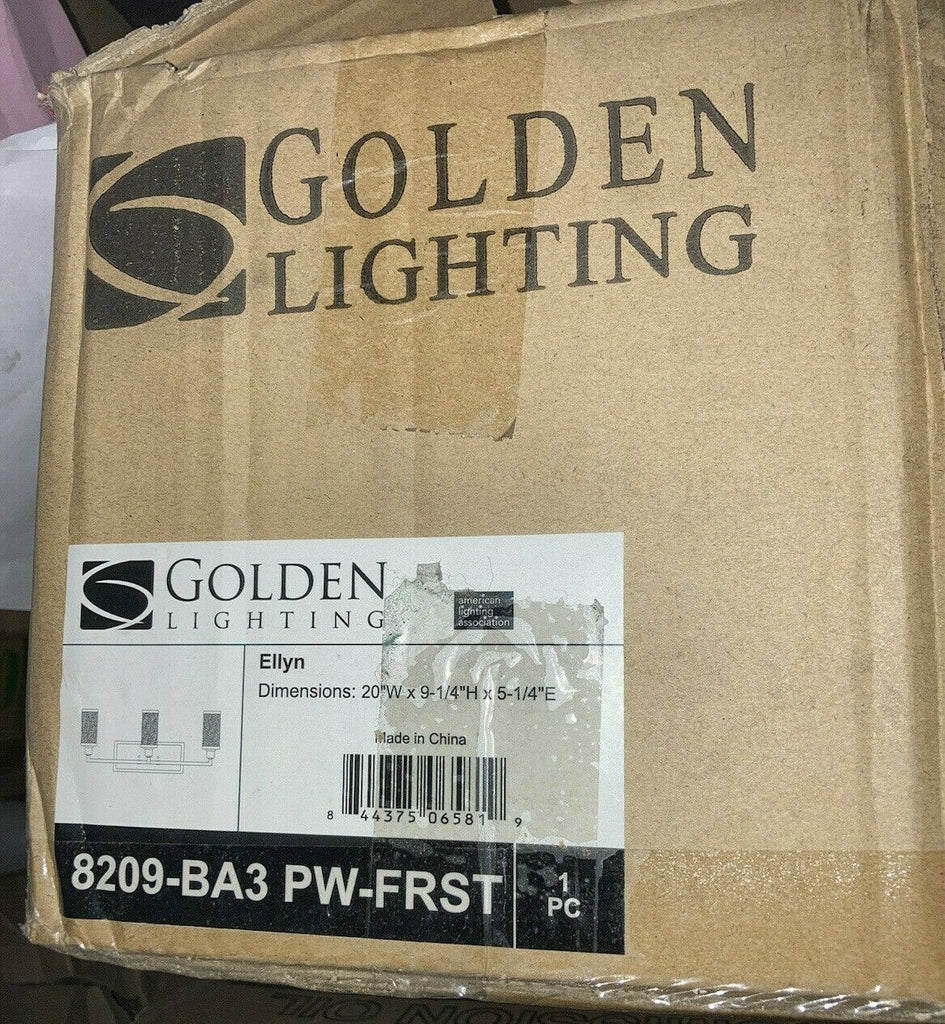 GOLDEN
LIGHTING
GOLDEN
LIGHTING
american
lighting
association
Ellyn
Dimensions: 20"W x 9-1/4"H x 5-1/4"E
Made in China
8 44375 06581 9
8209-BA3 PW-FRST
1
PC
OIL